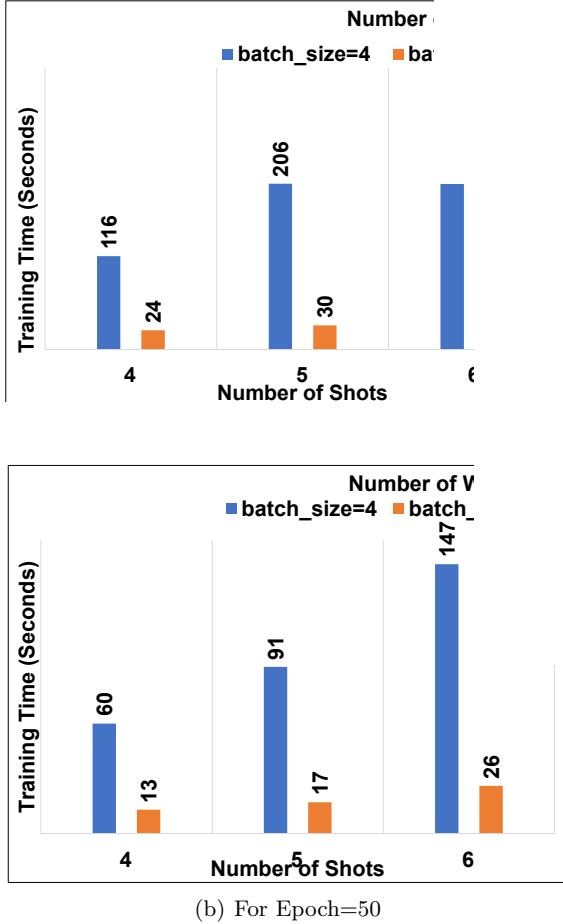 Number
batch_size=4
Training Time (Seconds)
116
24
206
30
4
5
6
Number of Shots
Number of
batch_size=4 batch_
Training Time (Seconds)
60
13
91
17
147
26
4
5
6
Number of Shots
(b) For Epoch=50